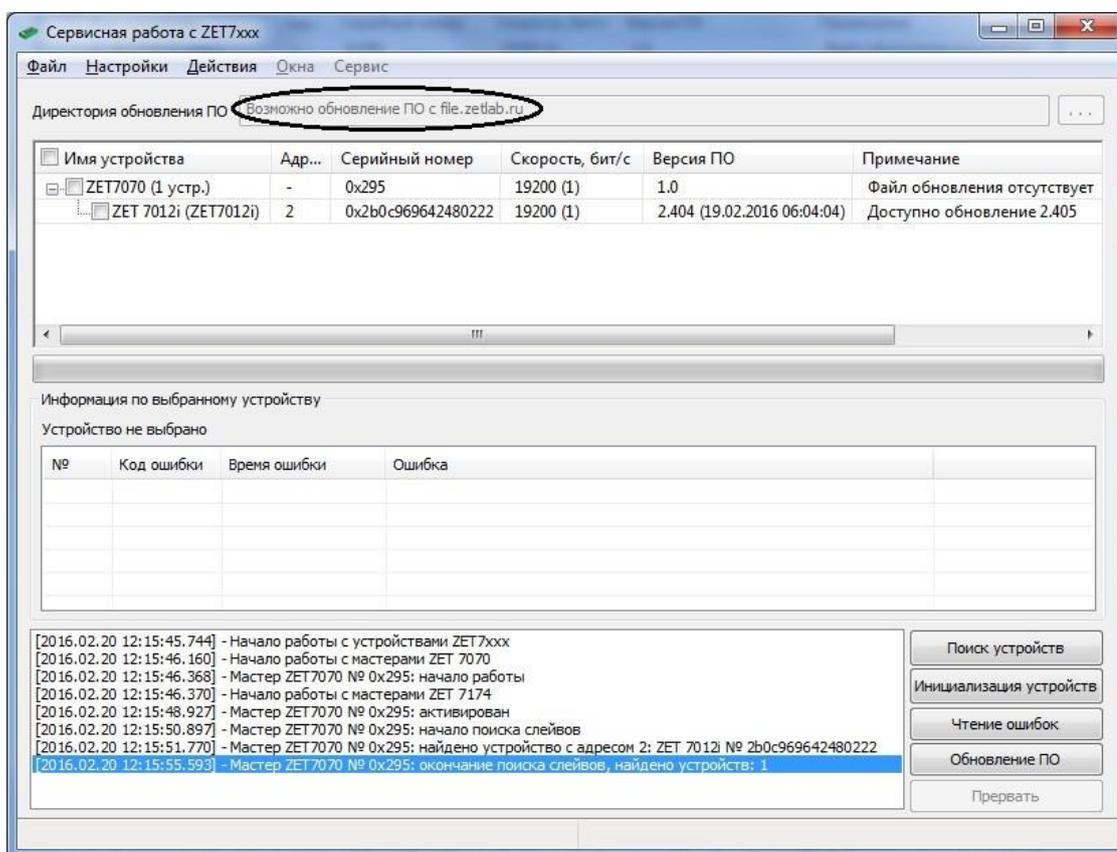 Сервисная работа с ZET7xxx
Файл Настройки Действия Окна Сервис
Директория обновления ПО Возможно обновление ПО с file.zetlab.ru ...
Имя устройства Адр... Серийный номер Скорость, бит/с Версия ПО Примечание
ZET7070 (1 устр.) - 0x295 19200 (1) 1.0 Файл обновления отсутствует
ZET 7012i (ZET7012i) 2 0x2b0c969642480222 19200 (1) 2.404 (19.02.2016 06:04:04) Доступно обновление 2.405
Информация по выбранному устройству
Устройство не выбрано
№ Код ошибки Время ошибки Ошибка
[2016.02.20 12:15:45.744] - Начало работы с устройствами ZET7xxx
[2016.02.20 12:15:46.160] - Начало работы с мастерами ZET 7070
[2016.02.20 12:15:46.368] - Мастер ZET7070 № 0x295: начало работы
[2016.02.20 12:15:46.370] - Начало работы с мастерами ZET 7174
[2016.02.20 12:15:48.927] - Мастер ZET7070 № 0x295: активирован
[2016.02.20 12:15:50.897] - Мастер ZET7070 № 0x295: начало поиска слейвов
[2016.02.20 12:15:51.770] - Мастер ZET7070 № 0x295: найдено устройство с адресом 2: ZET 7012i № 2b0c969642480222
[2016.02.20 12:15:55.593] - Мастер ZET7070 № 0x295: окончание поиска слейвов, найдено устройств: 1
Поиск устройств
Инициализация устройств
Чтение ошибок
Обновление ПО
Прервать